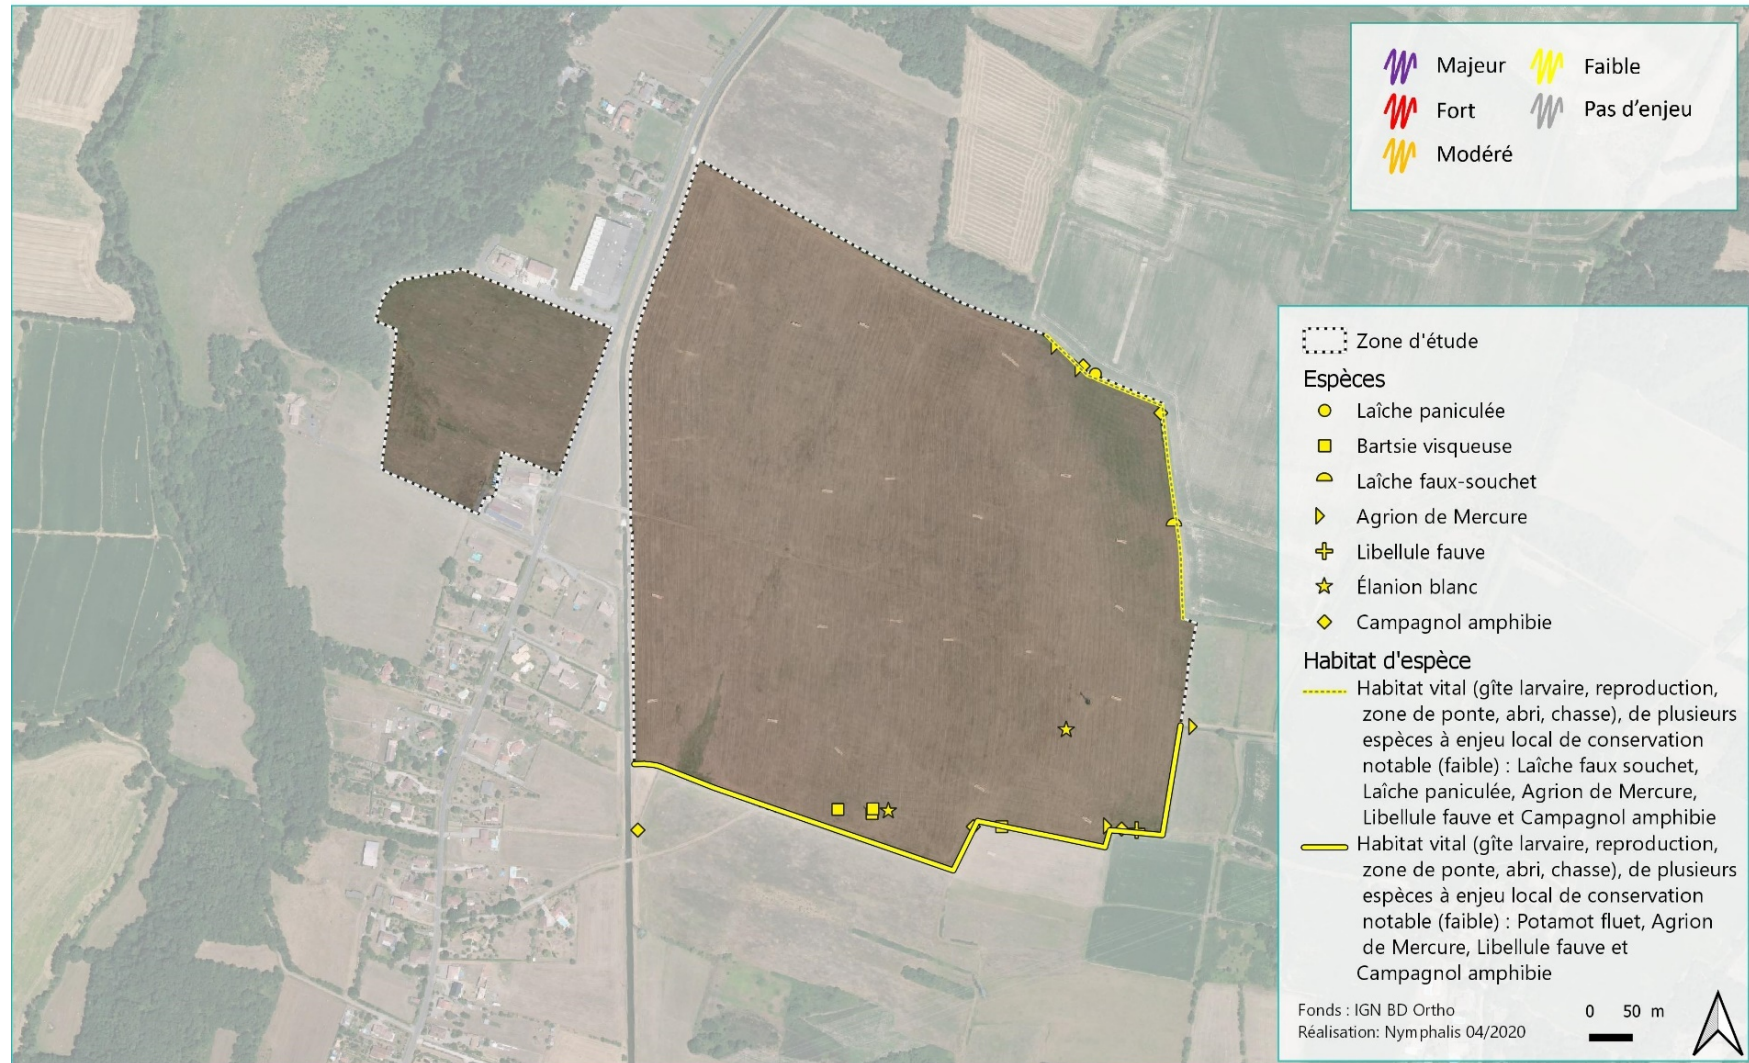 Majeur
Faible
Fort
Pas d'enjeu
Modéré
Zone d'étude
Espèces
Laîche paniculée
Bartsie visqueuse
Laîche faux-souchet
Agrion de Mercure
Libellule fauve
Élanion blanc
Campagnol amphibie
Habitat d'espèce
Habitat vital (gîte larvaire, reproduction,
zone de ponte, abri, chasse), de plusieurs
espèces à enjeu local de conservation
notable (faible) : Laîche faux souchet,
Laîche paniculée, Agrion de Mercure,
Libellule fauve et Campagnol amphibie
Habitat vital (gîte larvaire, reproduction,
zone de ponte, abri, chasse), de plusieurs
espèces à enjeu local de conservation
notable (faible) : Potamot fluet, Agrion
de Mercure, Libellule fauve et
Campagnol amphibie
Fonds : IGN BD Ortho
Réalisation: Nymphalis 04/2020
0 50 m